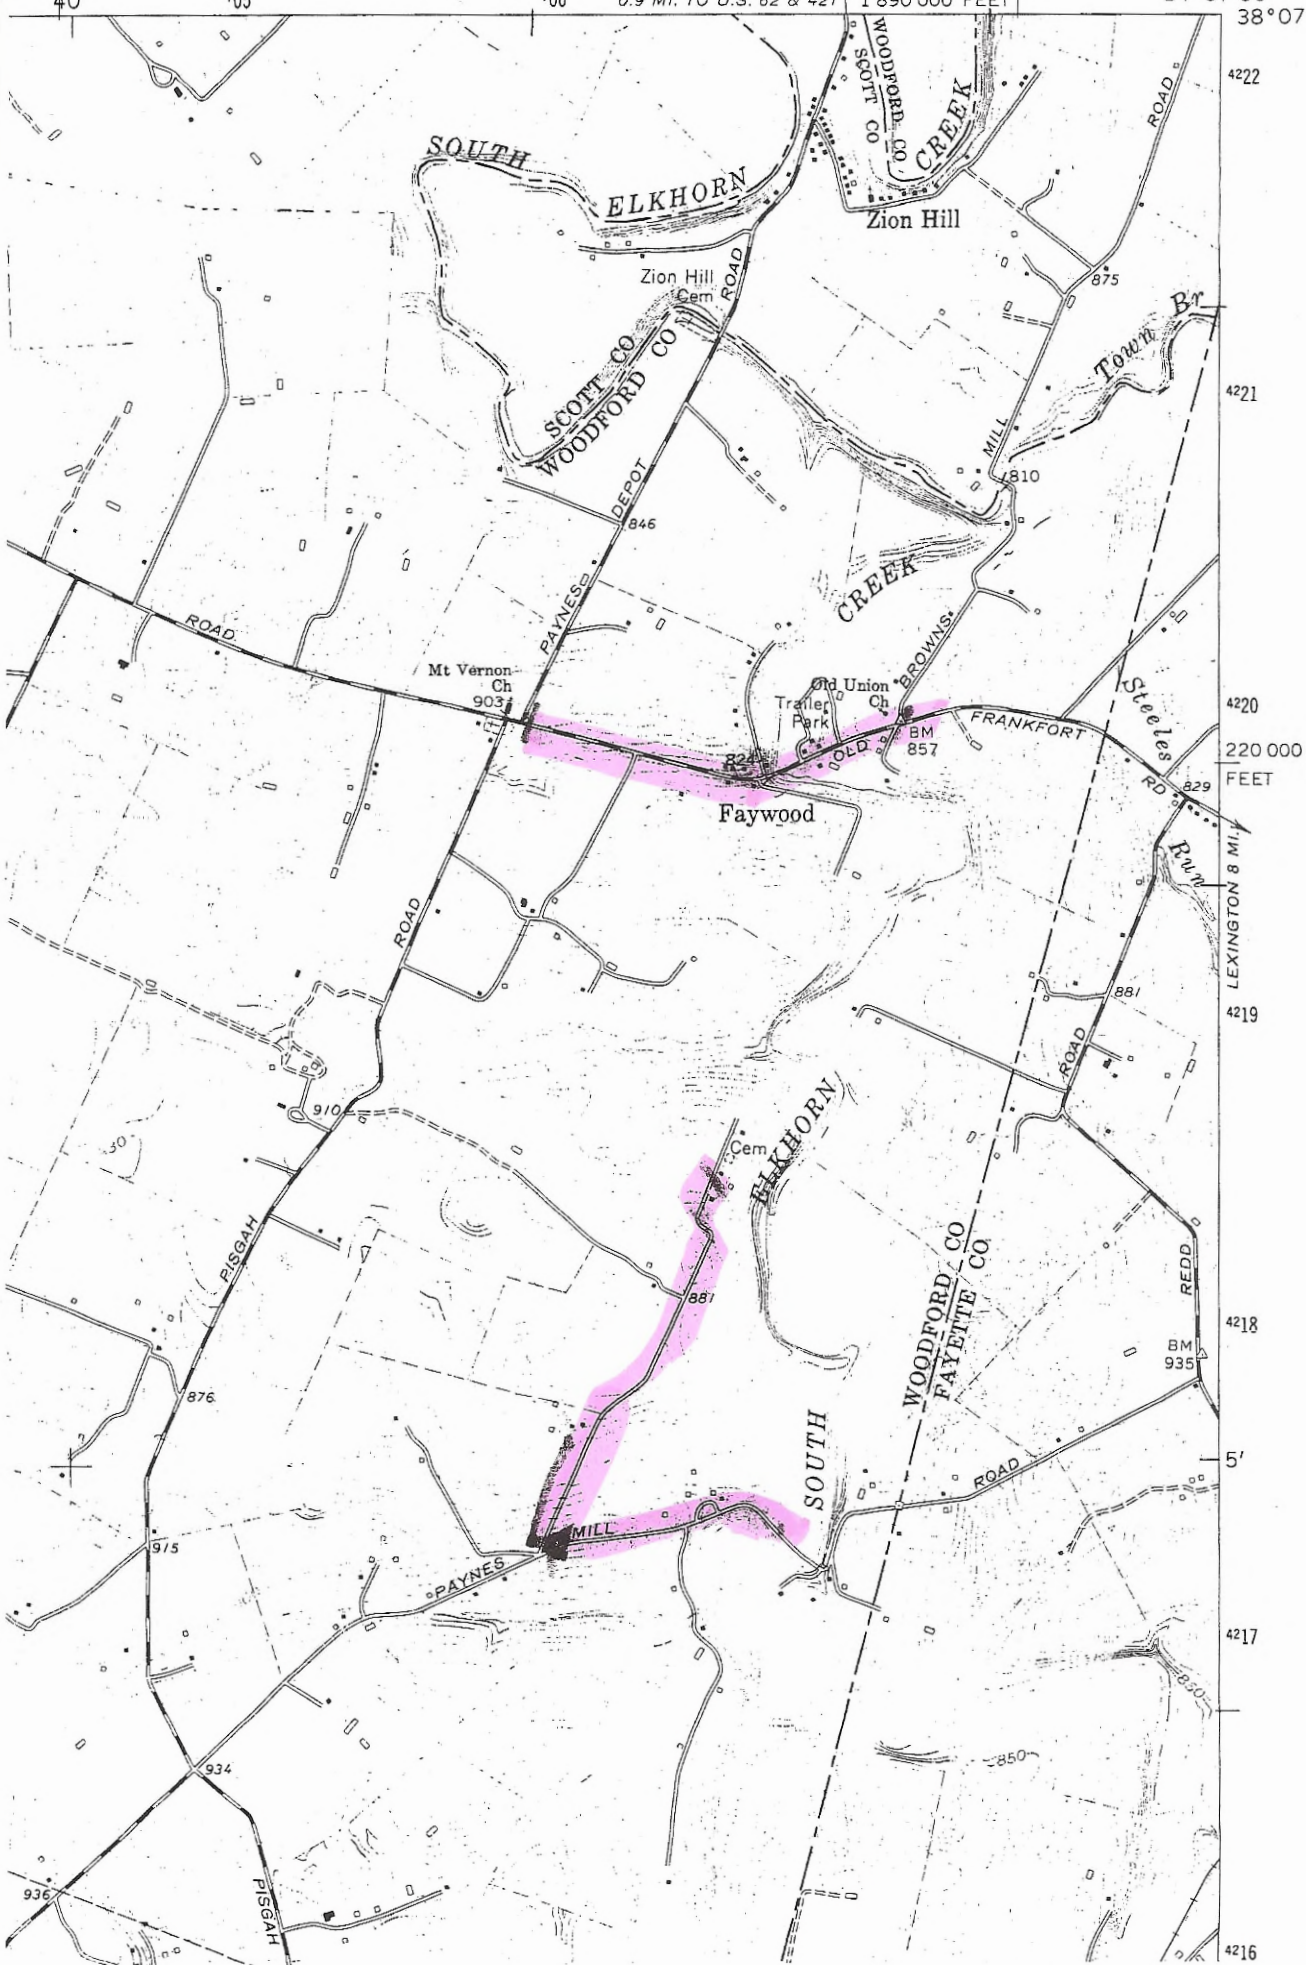 40
0.9 MI. TO U.S. 62 & 421
1 890 000 FEET
38°07
4222
WOODFORD CO
SCOTT CO
CREEK
ROAD
SOUTH
ELKHORN
Zion Hill
Zion Hill
Cem
ROAD
875
Town Br
SCOTT CO
WOODFORD CO
4221
MILL
810
DEPOT
846
CREEK
ROAD
PAYNES
BROWNS
Mt Vernon
Ch
903
Old Union
Ch
Trailer
Park
Steeles
4220
FRANKFORT
BM
857
220 000
FEET
824
OLD
RD
829
Faywood
Run
LEXINGTON 8 MI.
ROAD
881
4219
ROAD
910
Cem
ELKHORN
PISGAH
WOODFORD CO
FAYETTE CO
REDD
887
4218
BM
935
876
SOUTH
5'
ROAD
MILL
915
PAYNES
4217
850
934
850
936
PISGAH
4216